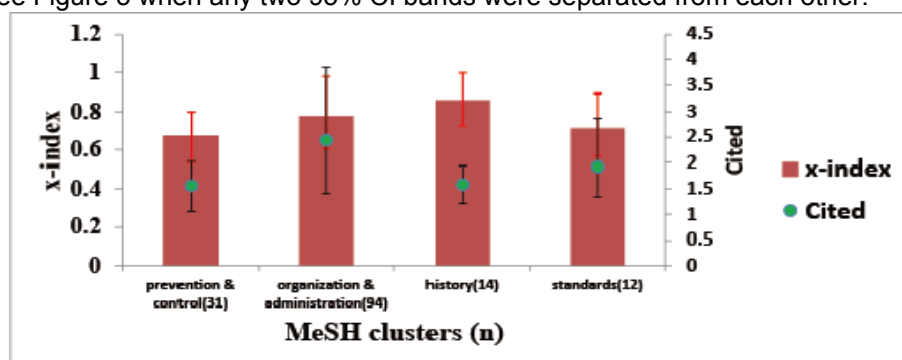 see Figure 3 when any two 95% CI bands were separated from each other.
1.2
1
0.8
0.6
0.4
0.2
0
x-index
4.5
4
3.5
3
2.5
2
1.5
1
0.5
0
Cited
x-index
Cited
prevention &
control(31)
organization &
administration(94)
history(14)
standards(12)
MeSH clusters (n)